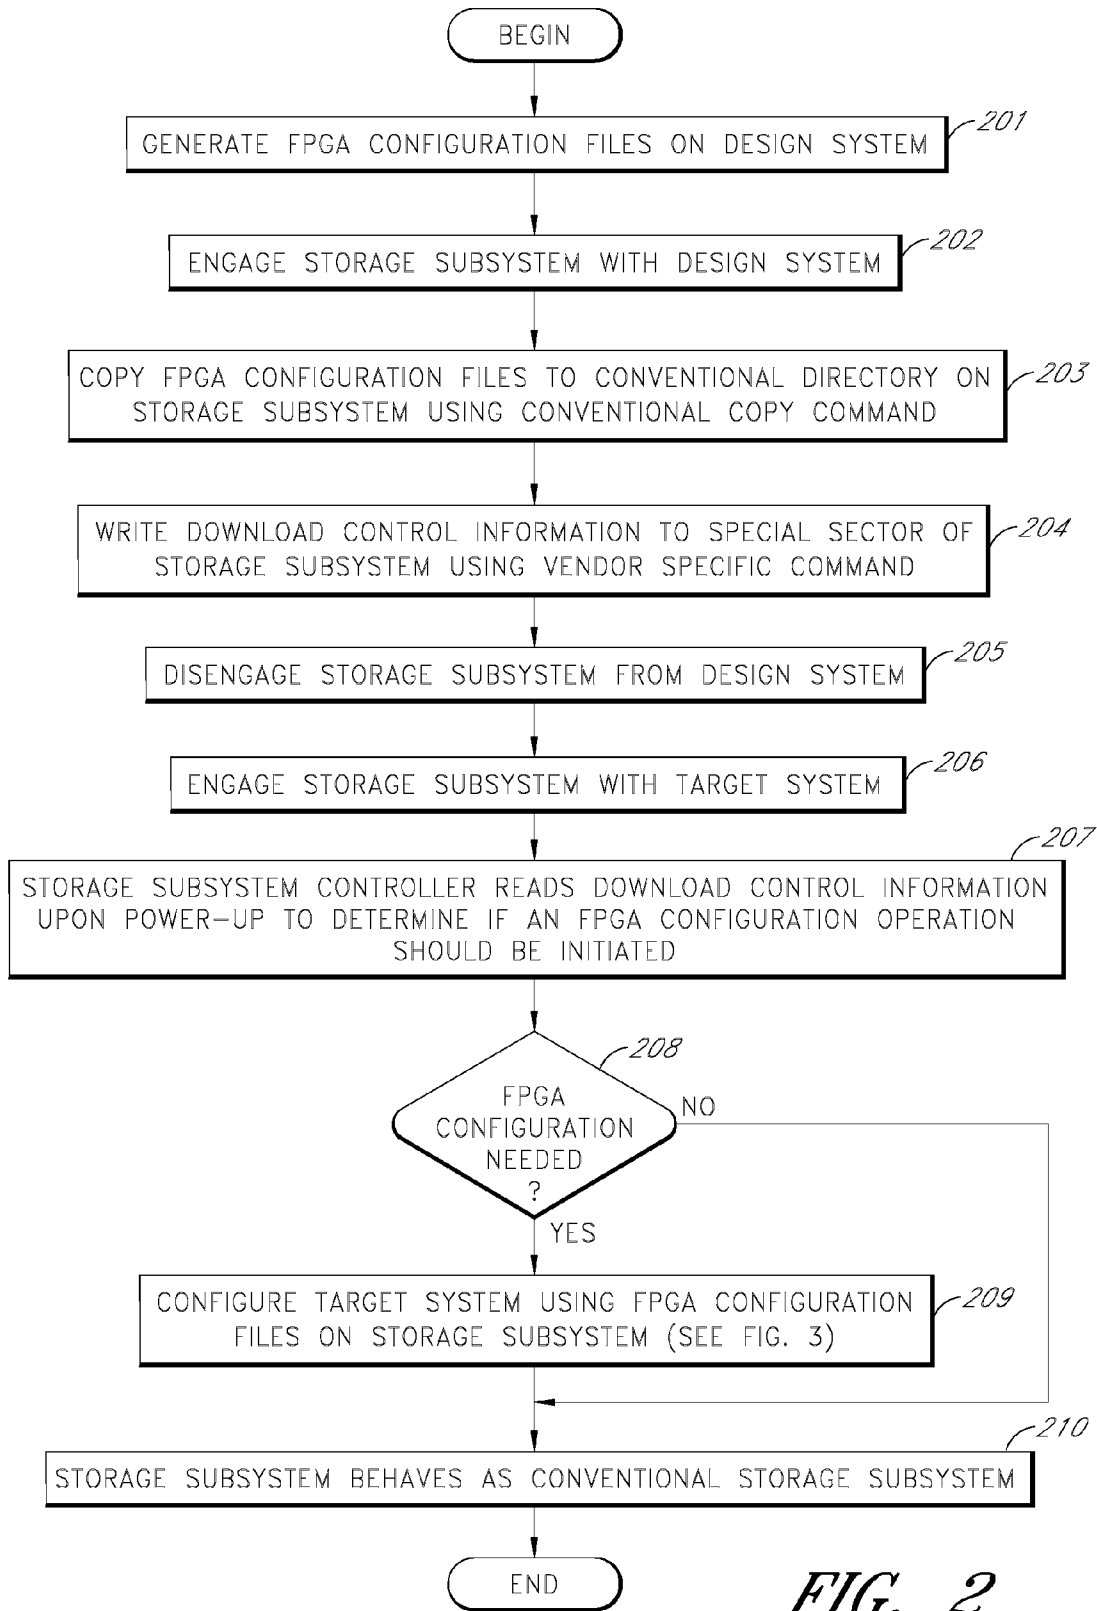 BEGIN
201
GENERATE FPGA CONFIGURATION FILES ON DESIGN SYSTEM
202
ENGAGE STORAGE SUBSYSTEM WITH DESIGN SYSTEM
203
COPY FPGA CONFIGURATION FILES TO CONVENTIONAL DIRECTORY ON
STORAGE SUBSYSTEM USING CONVENTIONAL COPY COMMAND
204
WRITE DOWNLOAD CONTROL INFORMATION TO SPECIAL SECTOR OF
STORAGE SUBSYSTEM USING VENDOR SPECIFIC COMMAND
205
DISENGAGE STORAGE SUBSYSTEM FROM DESIGN SYSTEM
206
ENGAGE STORAGE SUBSYSTEM WITH TARGET SYSTEM
207
STORAGE SUBSYSTEM CONTROLLER READS DOWNLOAD CONTROL INFORMATION
UPON POWER-UP TO DETERMINE IF AN FPGA CONFIGURATION OPERATION
SHOULD BE INITIATED
208
FPGA
CONFIGURATION
NEEDED
?
NO
YES
209
CONFIGURE TARGET SYSTEM USING FPGA CONFIGURATION
FILES ON STORAGE SUBSYSTEM (SEE FIG. 3)
210
STORAGE SUBSYSTEM BEHAVES AS CONVENTIONAL STORAGE SUBSYSTEM
END
FIG. 2